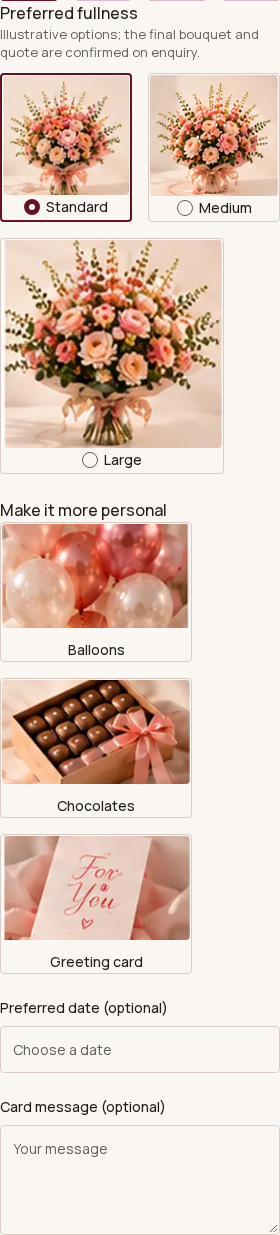 Preferred fullness
Illustrative options; the final bouquet and
quote are confirmed on enquiry.
Standard
Medium
Large
Make it more personal
Balloons
Chocolates
For
You
Greeting card
Preferred date (optional)
Choose a date
Card message (optional)
Your message